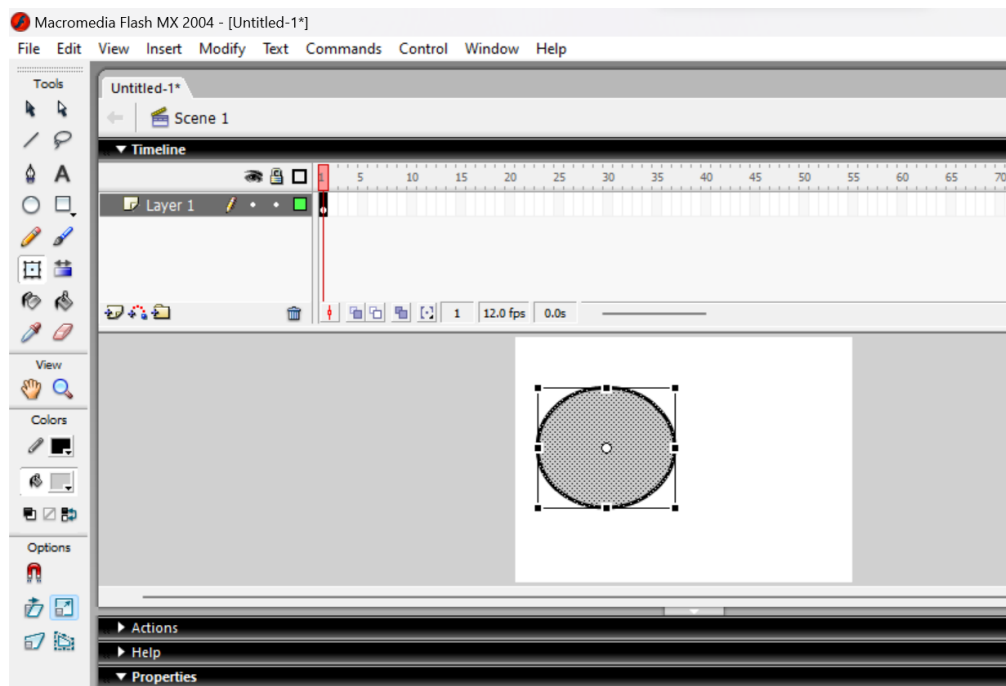 Macromedia Flash MX 2004 - [Untitled-1*]
File Edit View Insert Modify Text Commands Control Window Help
Tools
Untitled-1*
Scene 1
Timeline
1 5 10 15 20 25 30 35 40 45 50 55 60 65 70
Layer 1
1 12.0 fps 0.0s
View
Colors
Options
Actions
Help
Properties